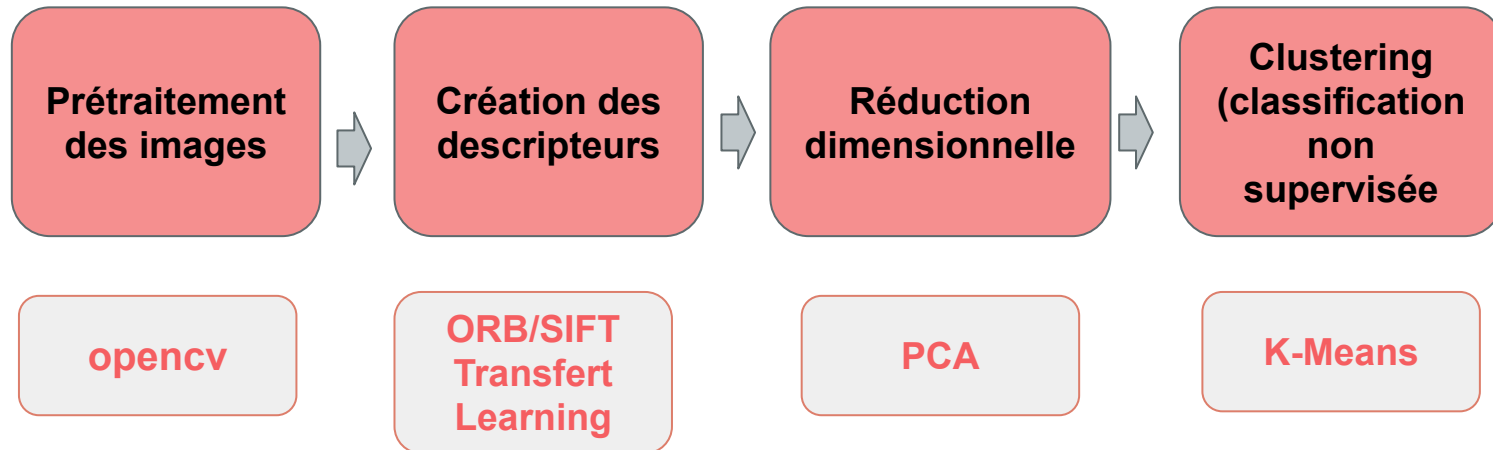 Prétraitement
des images
Création des
descripteurs
Réduction
dimensionnelle
Clustering
(classification
non
supervisée
opencv
ORB/SIFT
Transfert
Learning
PCA
K-Means